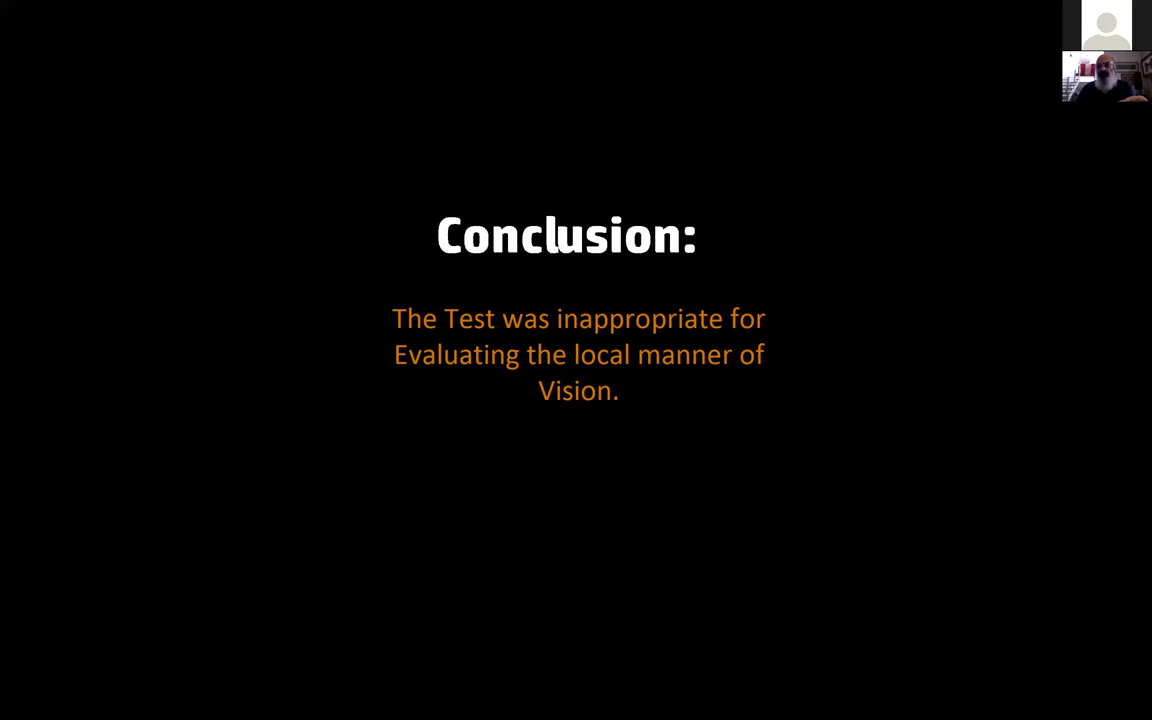 Conclusion:
The Test was inappropriate for
Evaluating the local manner of
Vision.